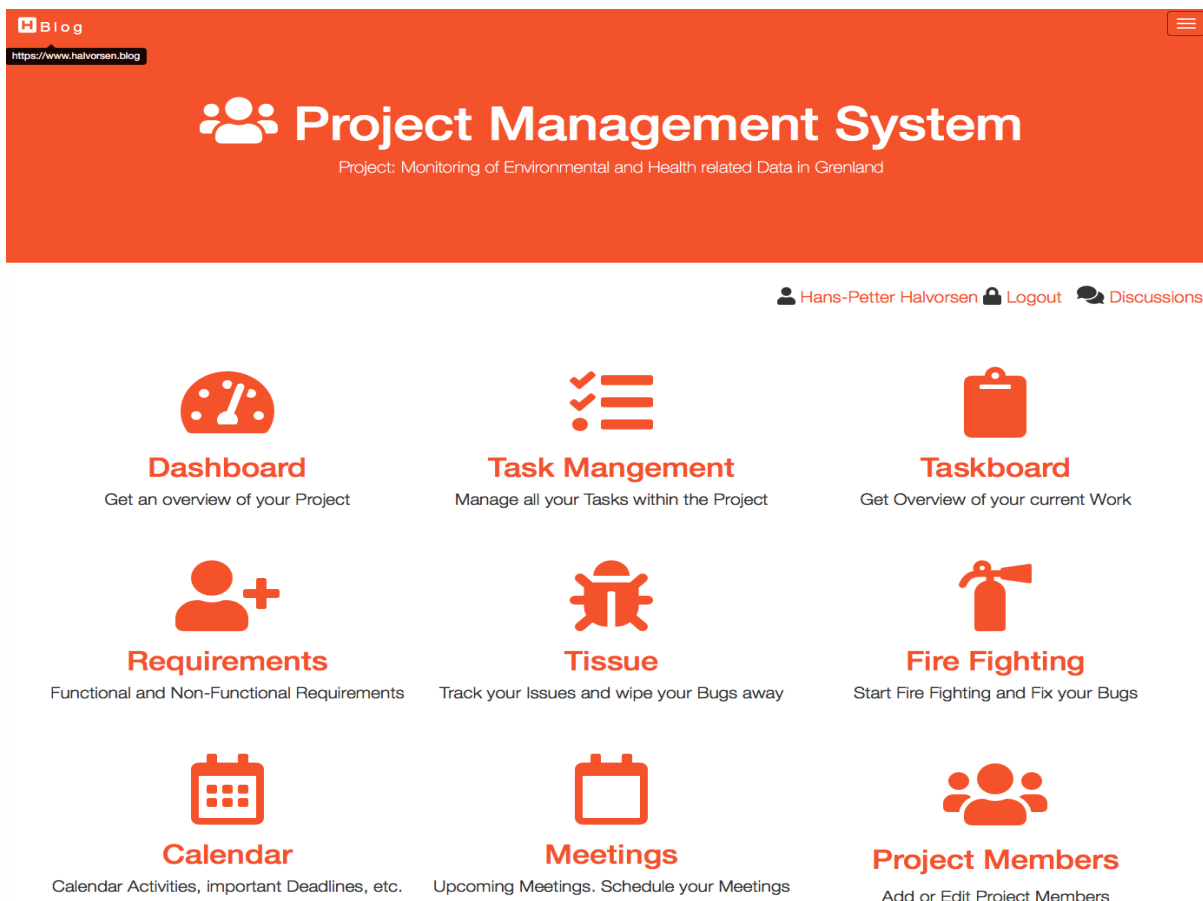 H Blog
https://www.halvorsen.blog
Project Management System
Project: Monitoring of Environmental and Health related Data in Grenland
Hans-Petter Halvorsen Logout Discussions
Dashboard
Get an overview of your Project
Task Mangement
Manage all your Tasks within the Project
Taskboard
Get Overview of your current Work
Requirements
Functional and Non-Functional Requirements
Tissue
Track your Issues and wipe your Bugs away
Fire Fighting
Start Fire Fighting and Fix your Bugs
Calendar
Calendar Activities, important Deadlines, etc.
Meetings
Upcoming Meetings. Schedule your Meetings
Project Members
Add or Edit Project Members